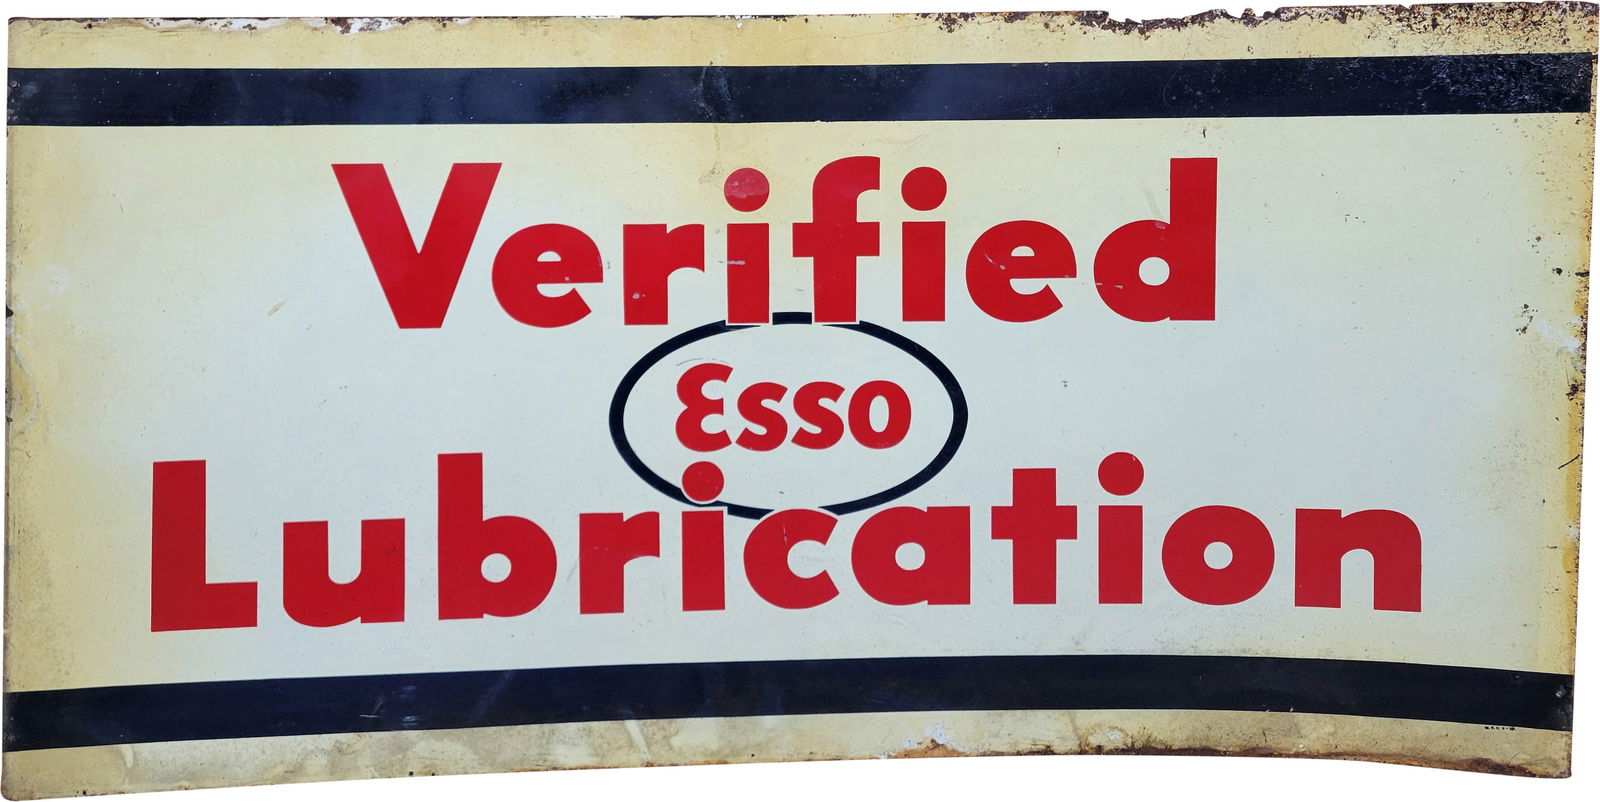 Verified
Esso
Lubrication